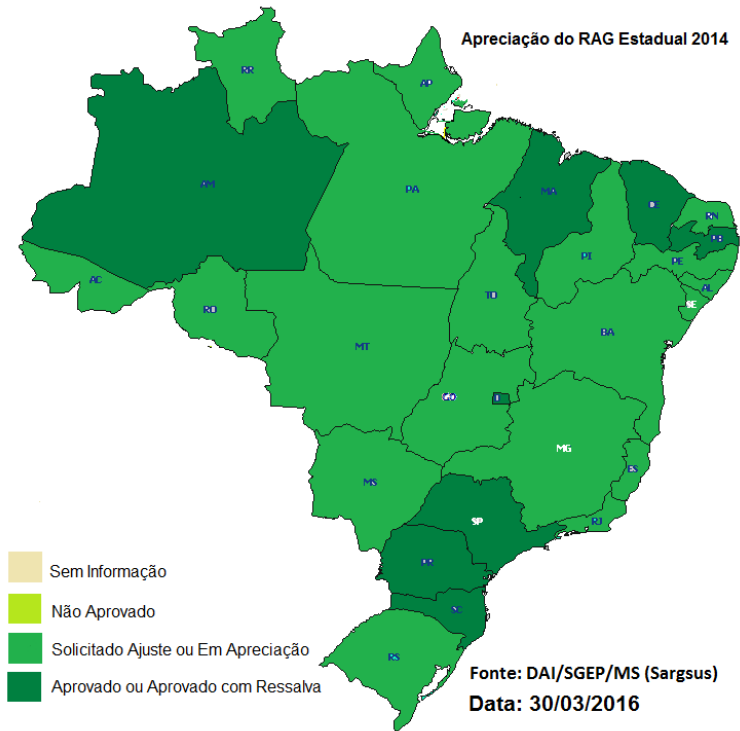 Apreciação do RAG Estadual 2014
RR
AP
AM
PA
MA
CE
RN
PB
PI
PE
AC
AL
TO
SE
RO
BA
MT
GO
MG
ES
MS
SP
RJ
PR
SC
RS
Sem Informação
Não Aprovado
Solicitado Ajuste ou Em Apreciação
Aprovado ou Aprovado com Ressalva
Fonte: DAI/SGEP/MS (Sargsus)
Data: 30/03/2016